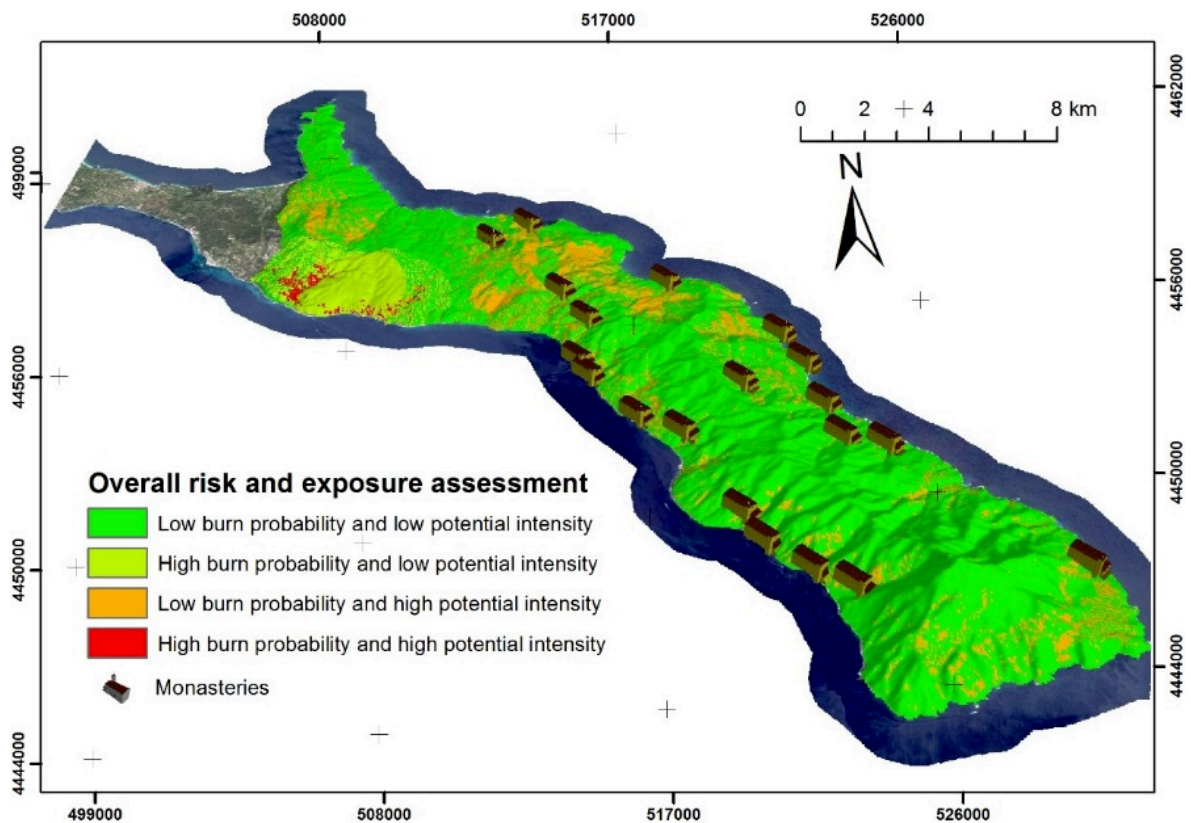 508000 517000 526000
0 2 4 8 km
N
4462000
4456000
4450000
4444000
499000
4456000
4450000
4444000
Overall risk and exposure assessment
Low burn probability and low potential intensity
High burn probability and low potential intensity
Low burn probability and high potential intensity
High burn probability and high potential intensity
Monasteries
499000 508000 517000 526000